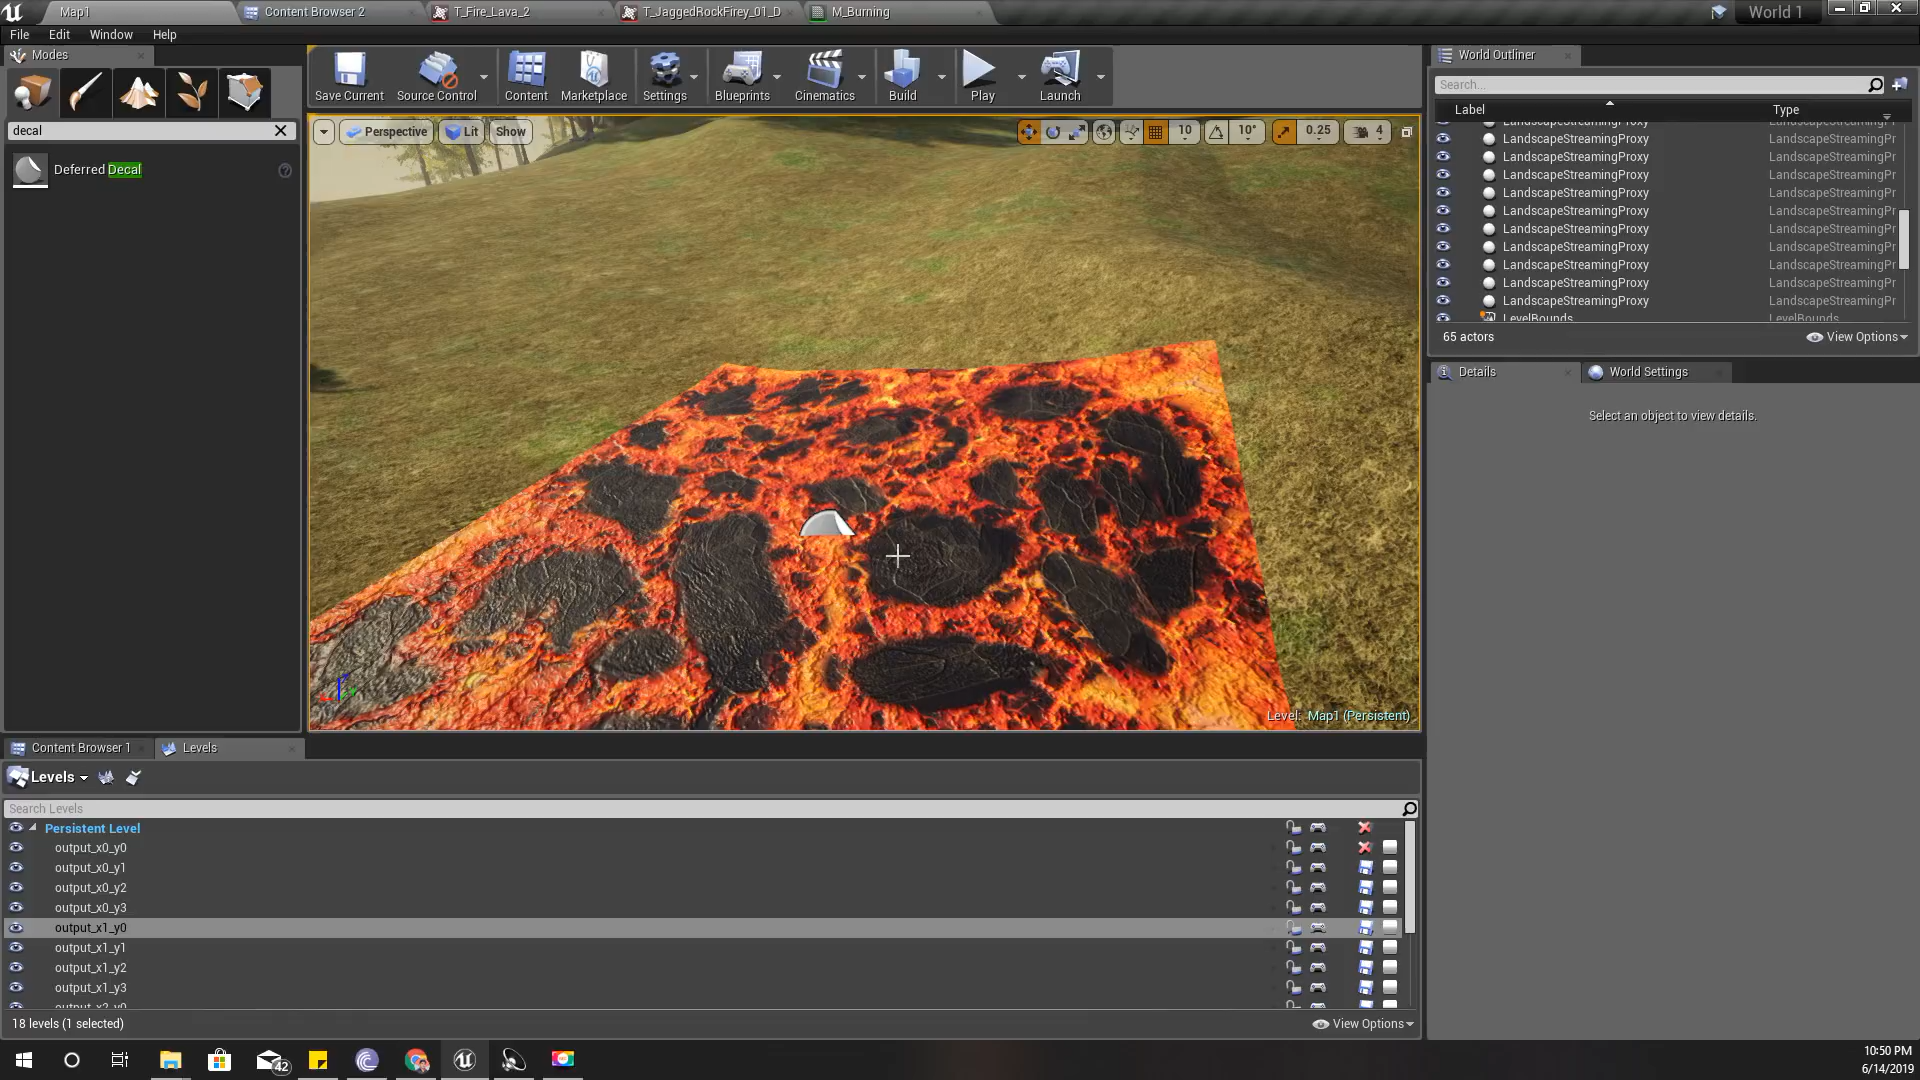 Map1
Content Browser 2
T_Fire_Lava_2
T_JaggedRockFirey_01_D
M_Burning
World 1
File Edit Window Help
Modes
decal
Deferred Decal
Save Current
Source Control
Content
Marketplace
Settings
Blueprints
Cinematics
Build
Play
Launch
Perspective
Lit
Show
10
10°
0.25
4
Level: Map1 (Persistent)
World Outliner
Search...
Label Type
LandscapeStreamingProxy LandscapeStreamingPr
LandscapeStreamingProxy LandscapeStreamingPr
LandscapeStreamingProxy LandscapeStreamingPr
LandscapeStreamingProxy LandscapeStreamingPr
LandscapeStreamingProxy LandscapeStreamingPr
LandscapeStreamingProxy LandscapeStreamingPr
LandscapeStreamingProxy LandscapeStreamingPr
LandscapeStreamingProxy LandscapeStreamingPr
LandscapeStreamingProxy LandscapeStreamingPr
LandscapeStreamingProxy LandscapeStreamingPr
LandscapeStreamingProxy LandscapeStreamingPr
LevelBounds LevelBounds
65 actors
View Options
Details
World Settings
Select an object to view details.
Content Browser 1
Levels
Levels
Search Levels
Persistent Level
output_x0_y0
output_x0_y1
output_x0_y2
output_x0_y3
output_x1_y0
output_x1_y1
output_x1_y2
output_x1_y3
output_x2_y0
18 levels (1 selected)
View Options
42
10:50 PM
6/14/2019